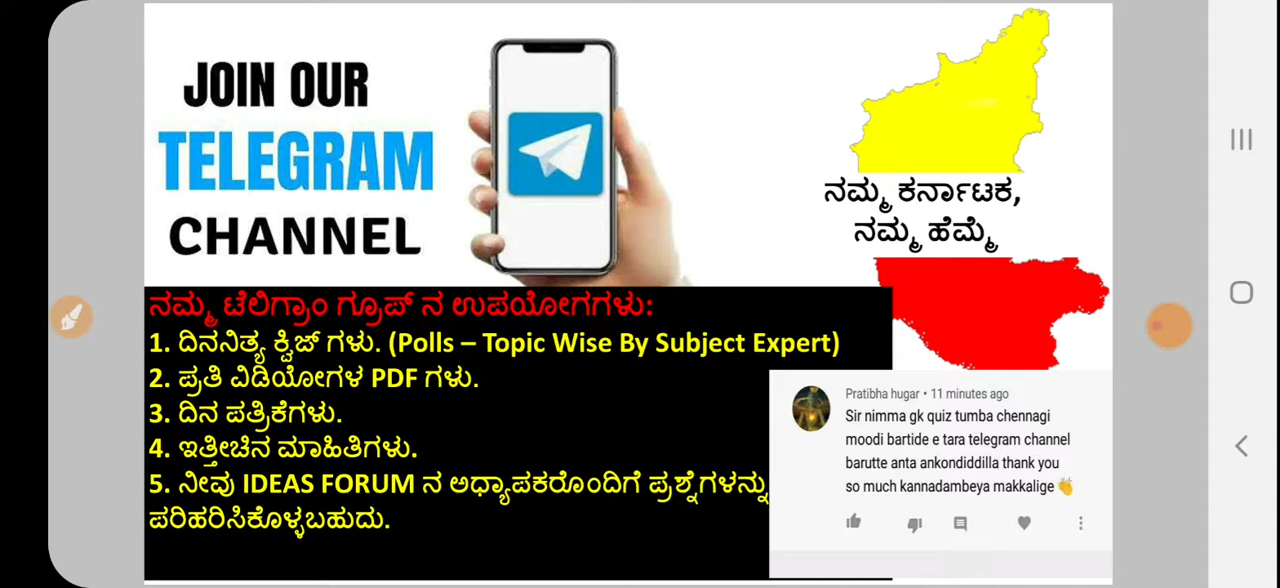 JOIN OUR
TELEGRAM
CHANNEL
ನಮ್ಮ ಕರ್ನಾಟಕ,
ನಮ್ಮ ಹೆಮ್ಮೆ
ನಮ್ಮ ಟೆಲಿಗ್ರಾಂ ಗ್ರೂಪ್ ನ ಉಪಯೋಗಗಳು:
1. ದಿನನಿತ್ಯ ಕ್ವಿಜ್ ಗಳು. (Polls – Topic Wise By Subject Expert)
2. ಪ್ರತಿ ವಿಡಿಯೋಗಳ PDF ಗಳು.
3. ದಿನ ಪತ್ರಿಕೆಗಳು.
4. ಇತ್ತೀಚಿನ ಮಾಹಿತಿಗಳು.
5. ನೀವು IDEAS FORUM ನ ಅಧ್ಯಾಪಕರೊಂದಿಗೆ ಪ್ರಶ್ನೆಗಳನ್ನು
ಪರಿಹರಿಸಿಕೊಳ್ಳಬಹುದು.
Pratibha hugar • 11 minutes ago
Sir nimma gk quiz tumba chennagi
moodi bartide e tara telegram channel
barutte anta ankondiddilla thank you
so much kannadambeya makkalige 👏